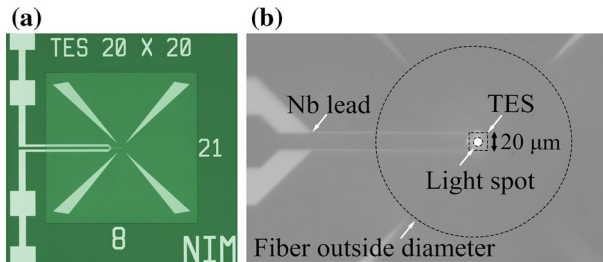 (a)
TES 20 X 20
21
8
NIM
(b)
Nb lead
TES
20 μm
Light spot
Fiber outside diameter